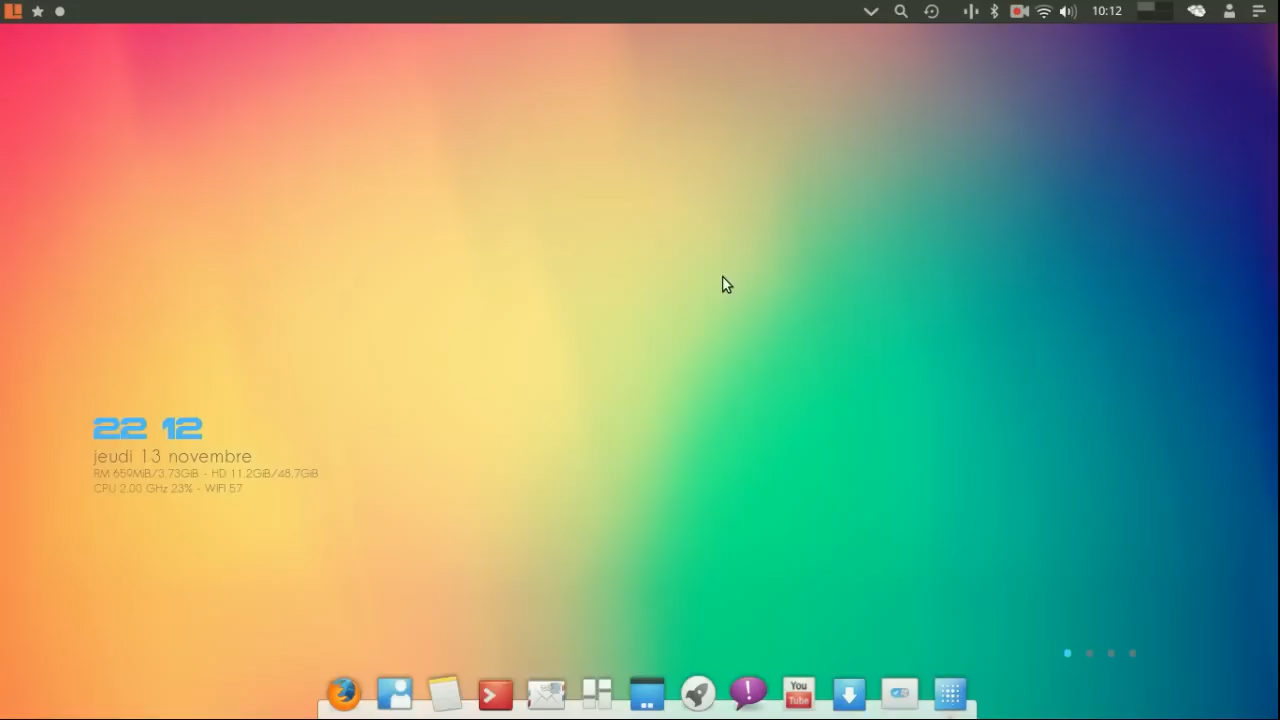 10:12
22 12
jeudi 13 novembre
RM 659MiB/3.73GiB - HD 11.2GiB/48.7GiB
CPU 2.00 GHz 23% - WIFI 57
You
Tube